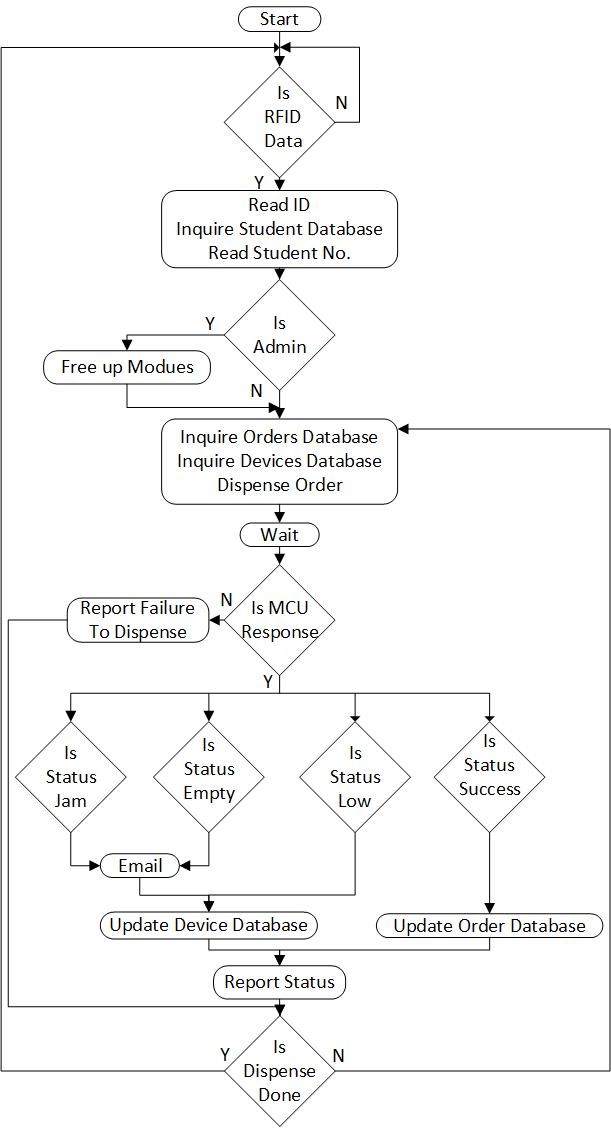 Start
Is
RFID
Data
N
Y
Read ID
Inquire Student Database
Read Student No.
Y
Is
Admin
Free up Modues
N
Inquire Orders Database
Inquire Devices Database
Dispense Order
Wait
N
Is MCU
Response
Report Failure
To Dispense
Y
Is
Status
Jam
Is
Status
Empty
Is
Status
Low
Is
Status
Success
Email
Update Device Database
Update Order Database
Report Status
Y
Is
Dispense
Done
N